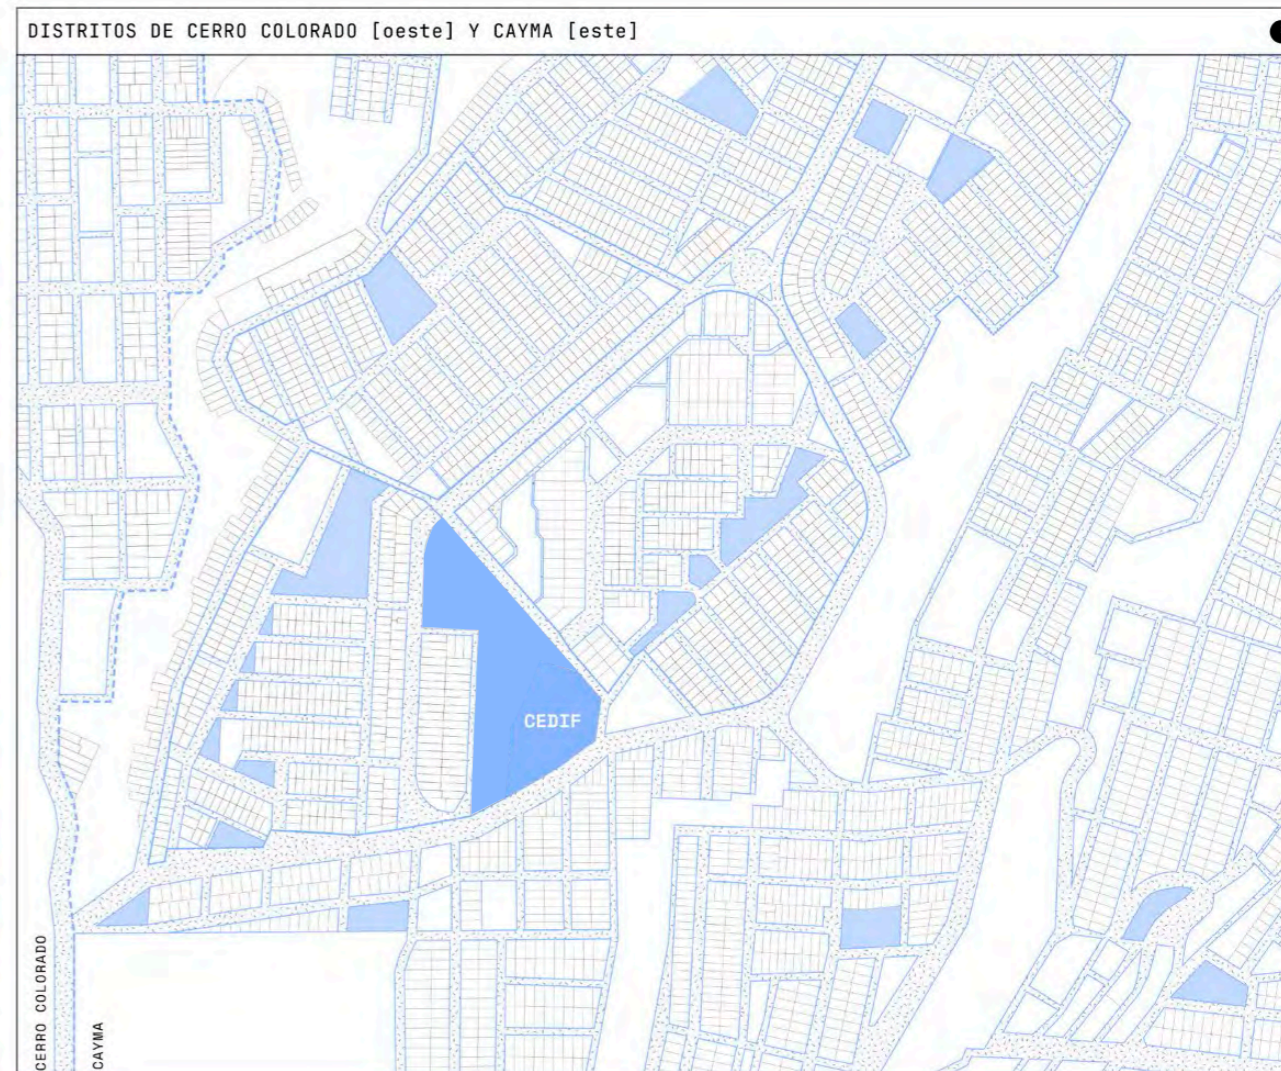 DISTRITOS DE CERRO COLORADO [oeste] Y CAYMA [este]
CEDIF
CERRO COLORADO
CAYMA